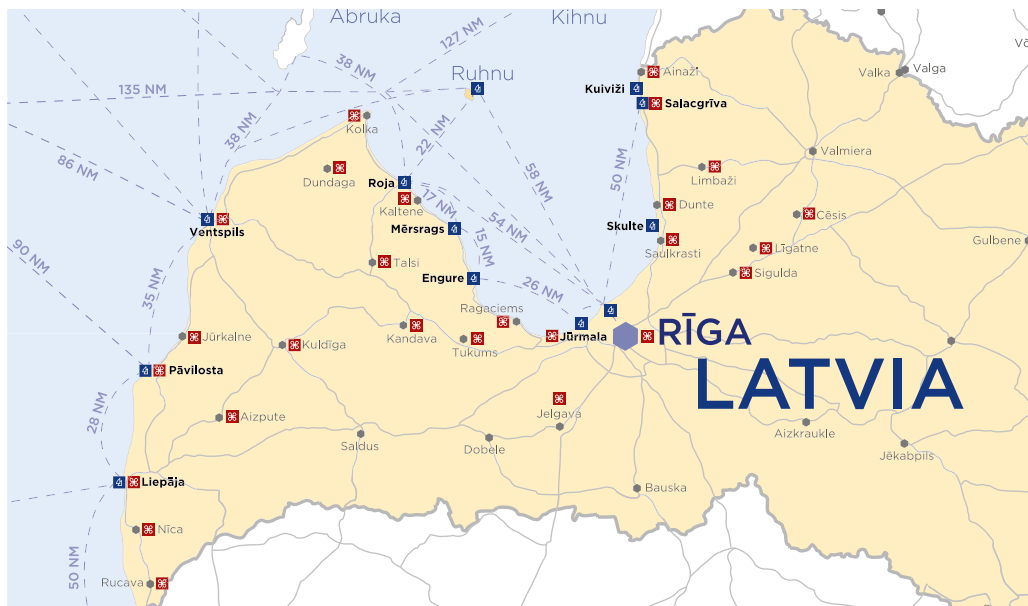 Abruka
Kihnu
127 NM
38 NM
Ruhnu
135 NM
Ainaži
Valka
Valga
Kuiviži
Salacgrīva
Kolka
38 NM
22 NM
86 NM
58 NM
50 NM
Valmiera
Dundaga
Roja
Limbaži
Kaltene
17 NM
54 NM
Dunte
Cēsis
Ventspils
Mērsrags
Skulte
90 NM
15 NM
Saulkrasti
Līgatne
Gulbene
Talsi
35 NM
Engure
26 NM
Sigulda
Ragaciems
Jūrkalne
Kuldīga
Kandava
Tukums
Jūrmala
RĪGA
LATVIA
Pāvilosta
28 NM
Aizpute
Jelgava
Saldus
Dobele
Aizkraukle
Jēkabpils
Liepāja
Bauska
Nīca
50 NM
Rucava